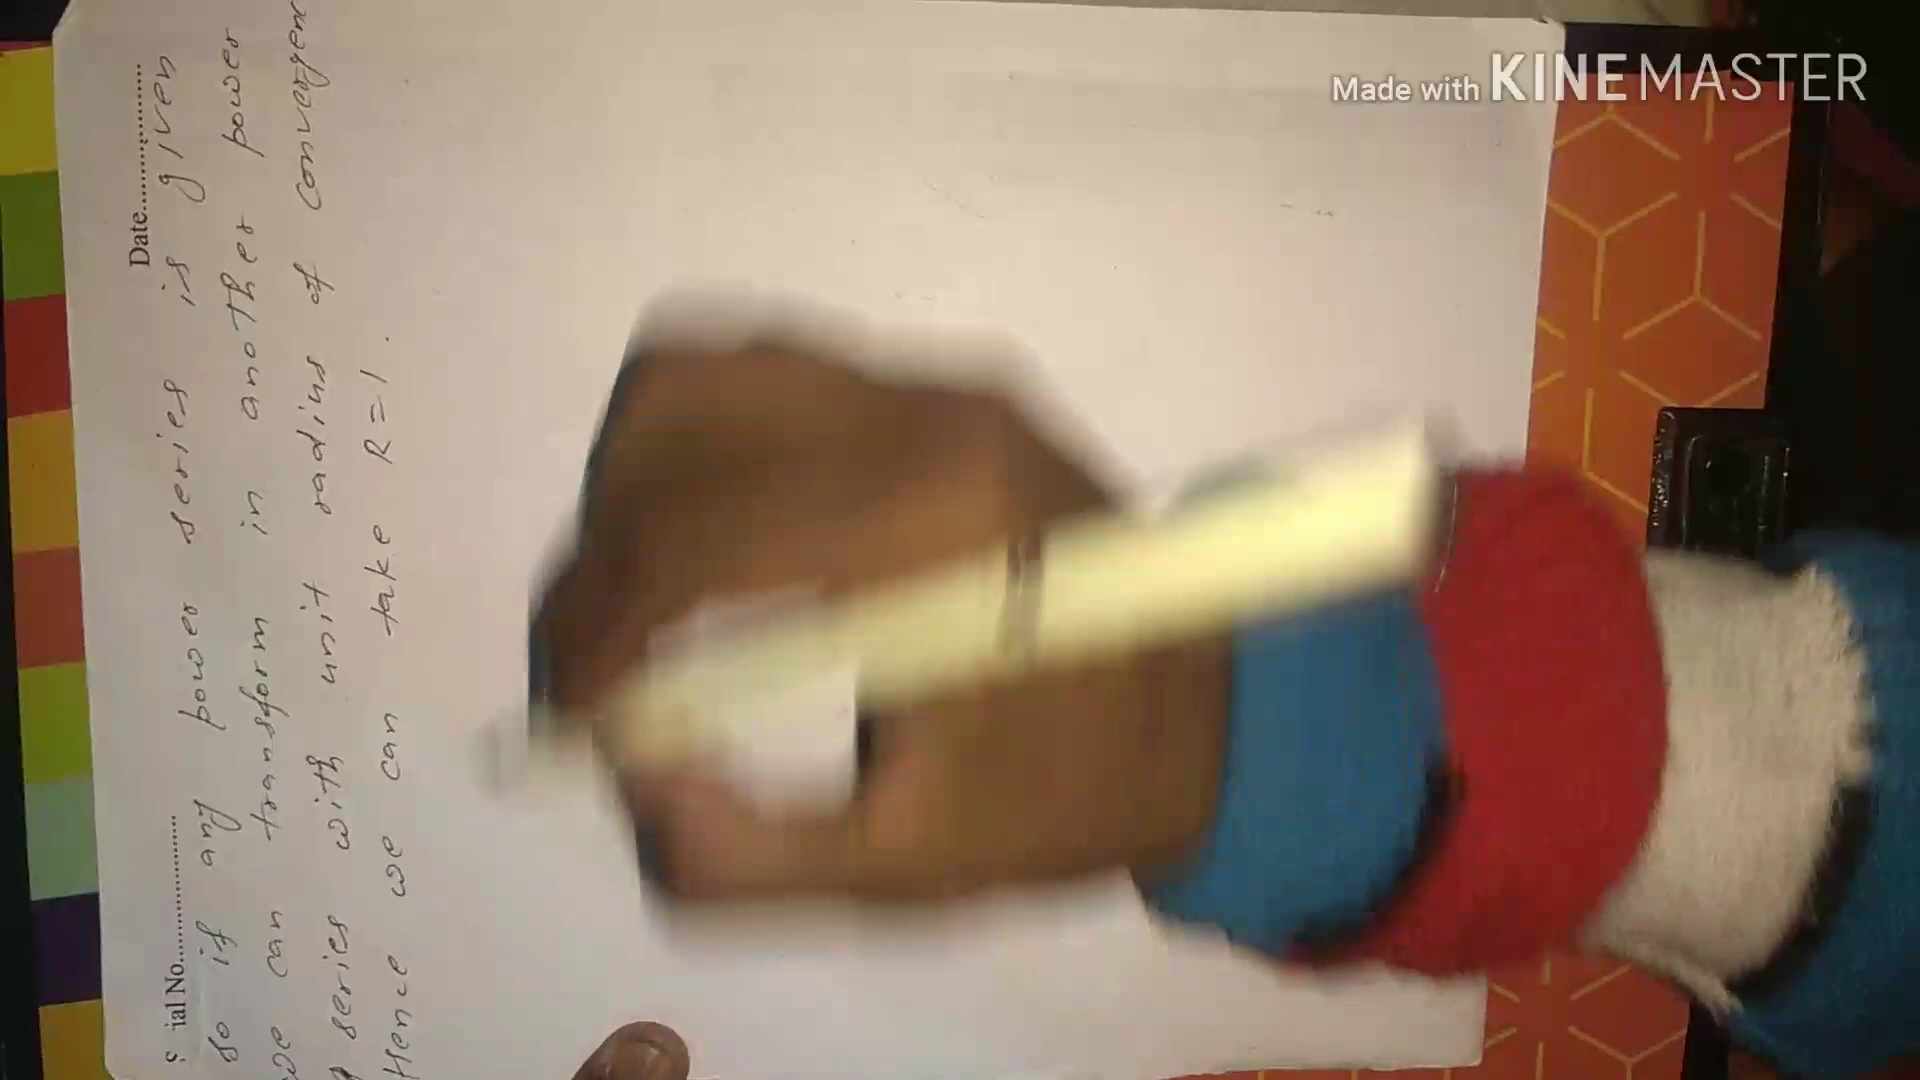 Made with KINEMASTER
ial No.................... Date....................
so if any power series is given
we can transform in another power
series with unit radius of convergenc
Hence we can take R=1.